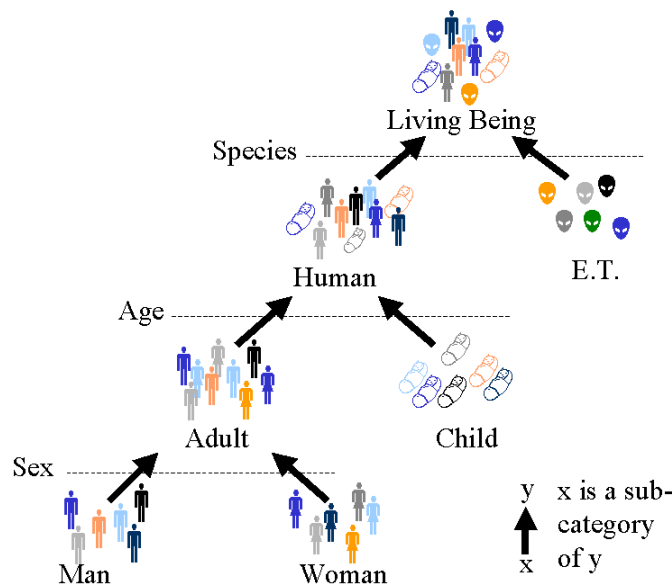 Living Being
Species
E.T.
Human
Age
Adult
Child
Sex
Man
Woman
y x is a sub-
category
x of y